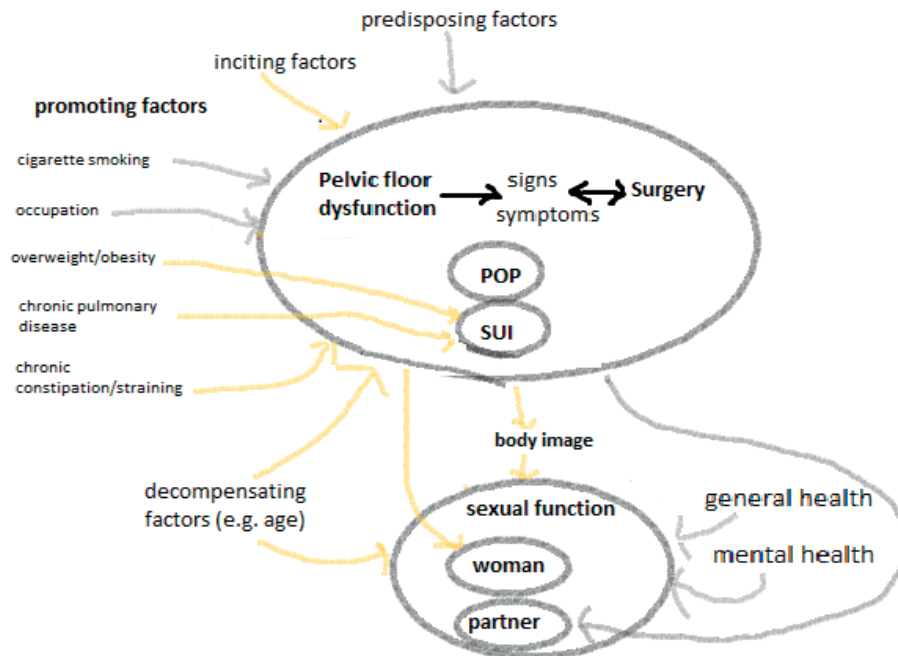 predisposing factors
inciting factors
promoting factors
cigarette smoking
Pelvic floor
dysfunction
signs
symptoms
Surgery
occupation
overweight/obesity
POP
chronic pulmonary
disease
SUI
chronic
constipation/straining
body image
decompensating
factors (e.g. age)
sexual function
general health
mental health
woman
partner